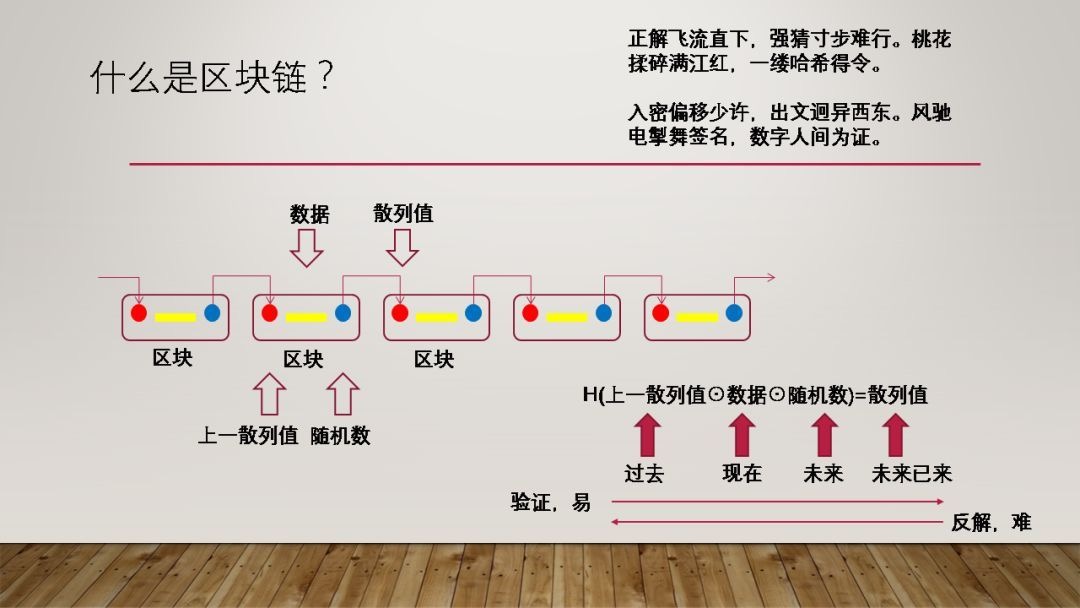 什么是区块链？
正解飞流直下，强猜寸步难行。桃花
揉碎满江红，一缕哈希得令。
入密偏移少许，出文迥异西东。风驰
电掣舞签名，数字人间为证。
数据
散列值
区块
区块
区块
上一散列值
随机数
H(上一散列值⊙数据⊙随机数)=散列值
过去
现在
未来
未来已来
验证，易
反解，难